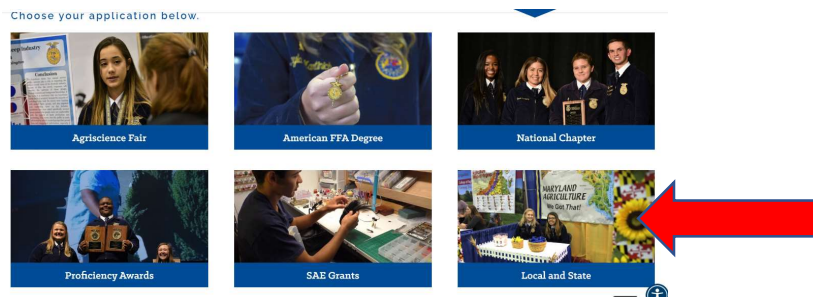 Choose your application below.
Conclusion
Agriscience Fair
American FFA Degree
National Chapter
MARYLAND
AGRICULTURE
We Got That!
Proficiency Awards
SAE Grants
Local and State